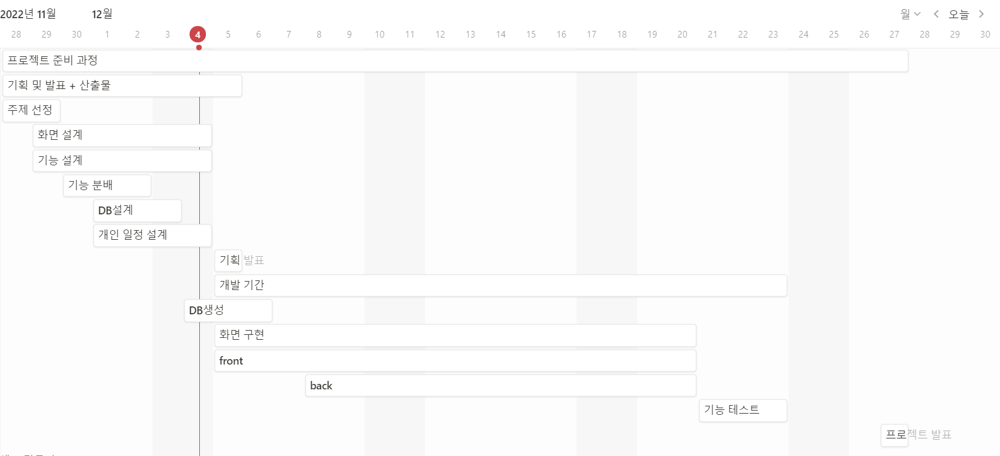 2022년 11월 12월 월 오늘
28 29 30 1 2 3 4 5 6 7 8 9 10 11 12 13 14 15 16 17 18 19 20 21 22 23 24 25 26 27 28 29 30
프로젝트 준비 과정
기획 및 발표 + 산출물
주제 선정
화면 설계
기능 설계
기능 분배
DB설계
개인 일정 설계
기획 발표
개발 기간
DB생성
화면 구현
front
back
기능 테스트
프로젝트 발표